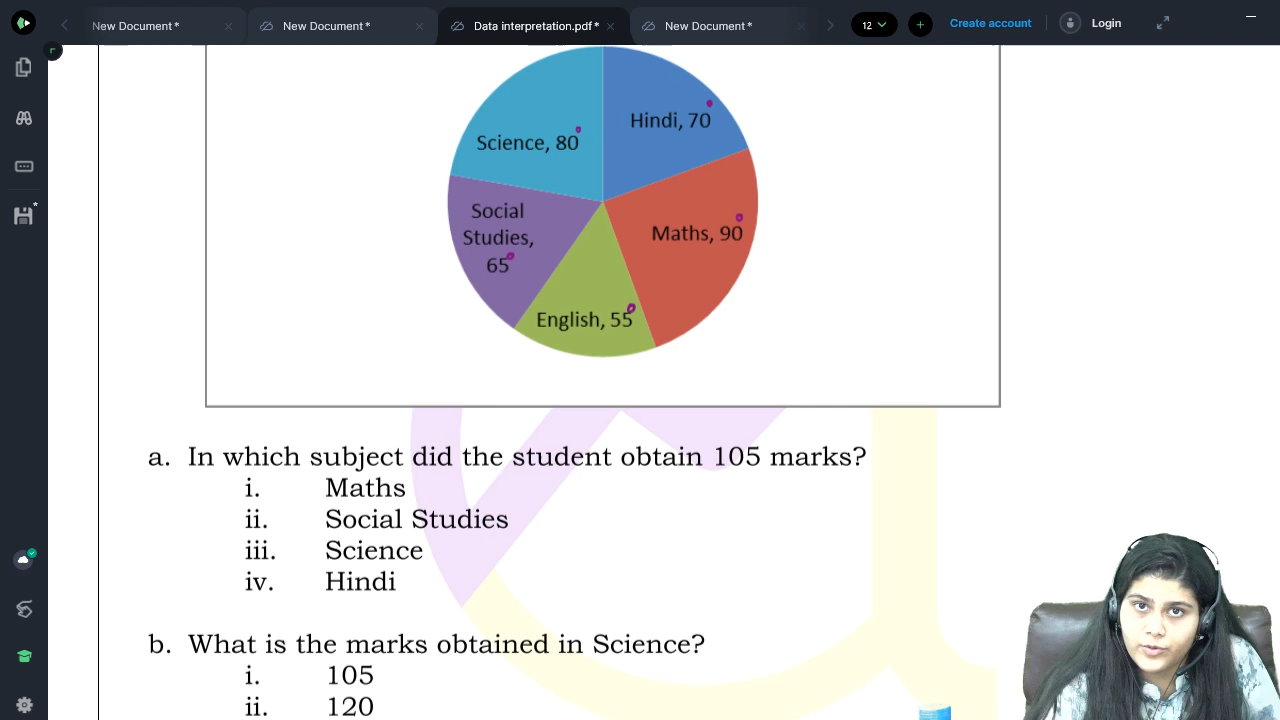 New Document *
New Document *
Data interpretation.pdf *
New Document *
12
Create account
Login
Hindi, 70°
Science, 80°
Social
Studies,
65°
Maths, 90°
English, 55°
a. In which subject did the student obtain 105 marks?
i. Maths
ii. Social Studies
iii. Science
iv. Hindi
b. What is the marks obtained in Science?
i. 105
ii. 120